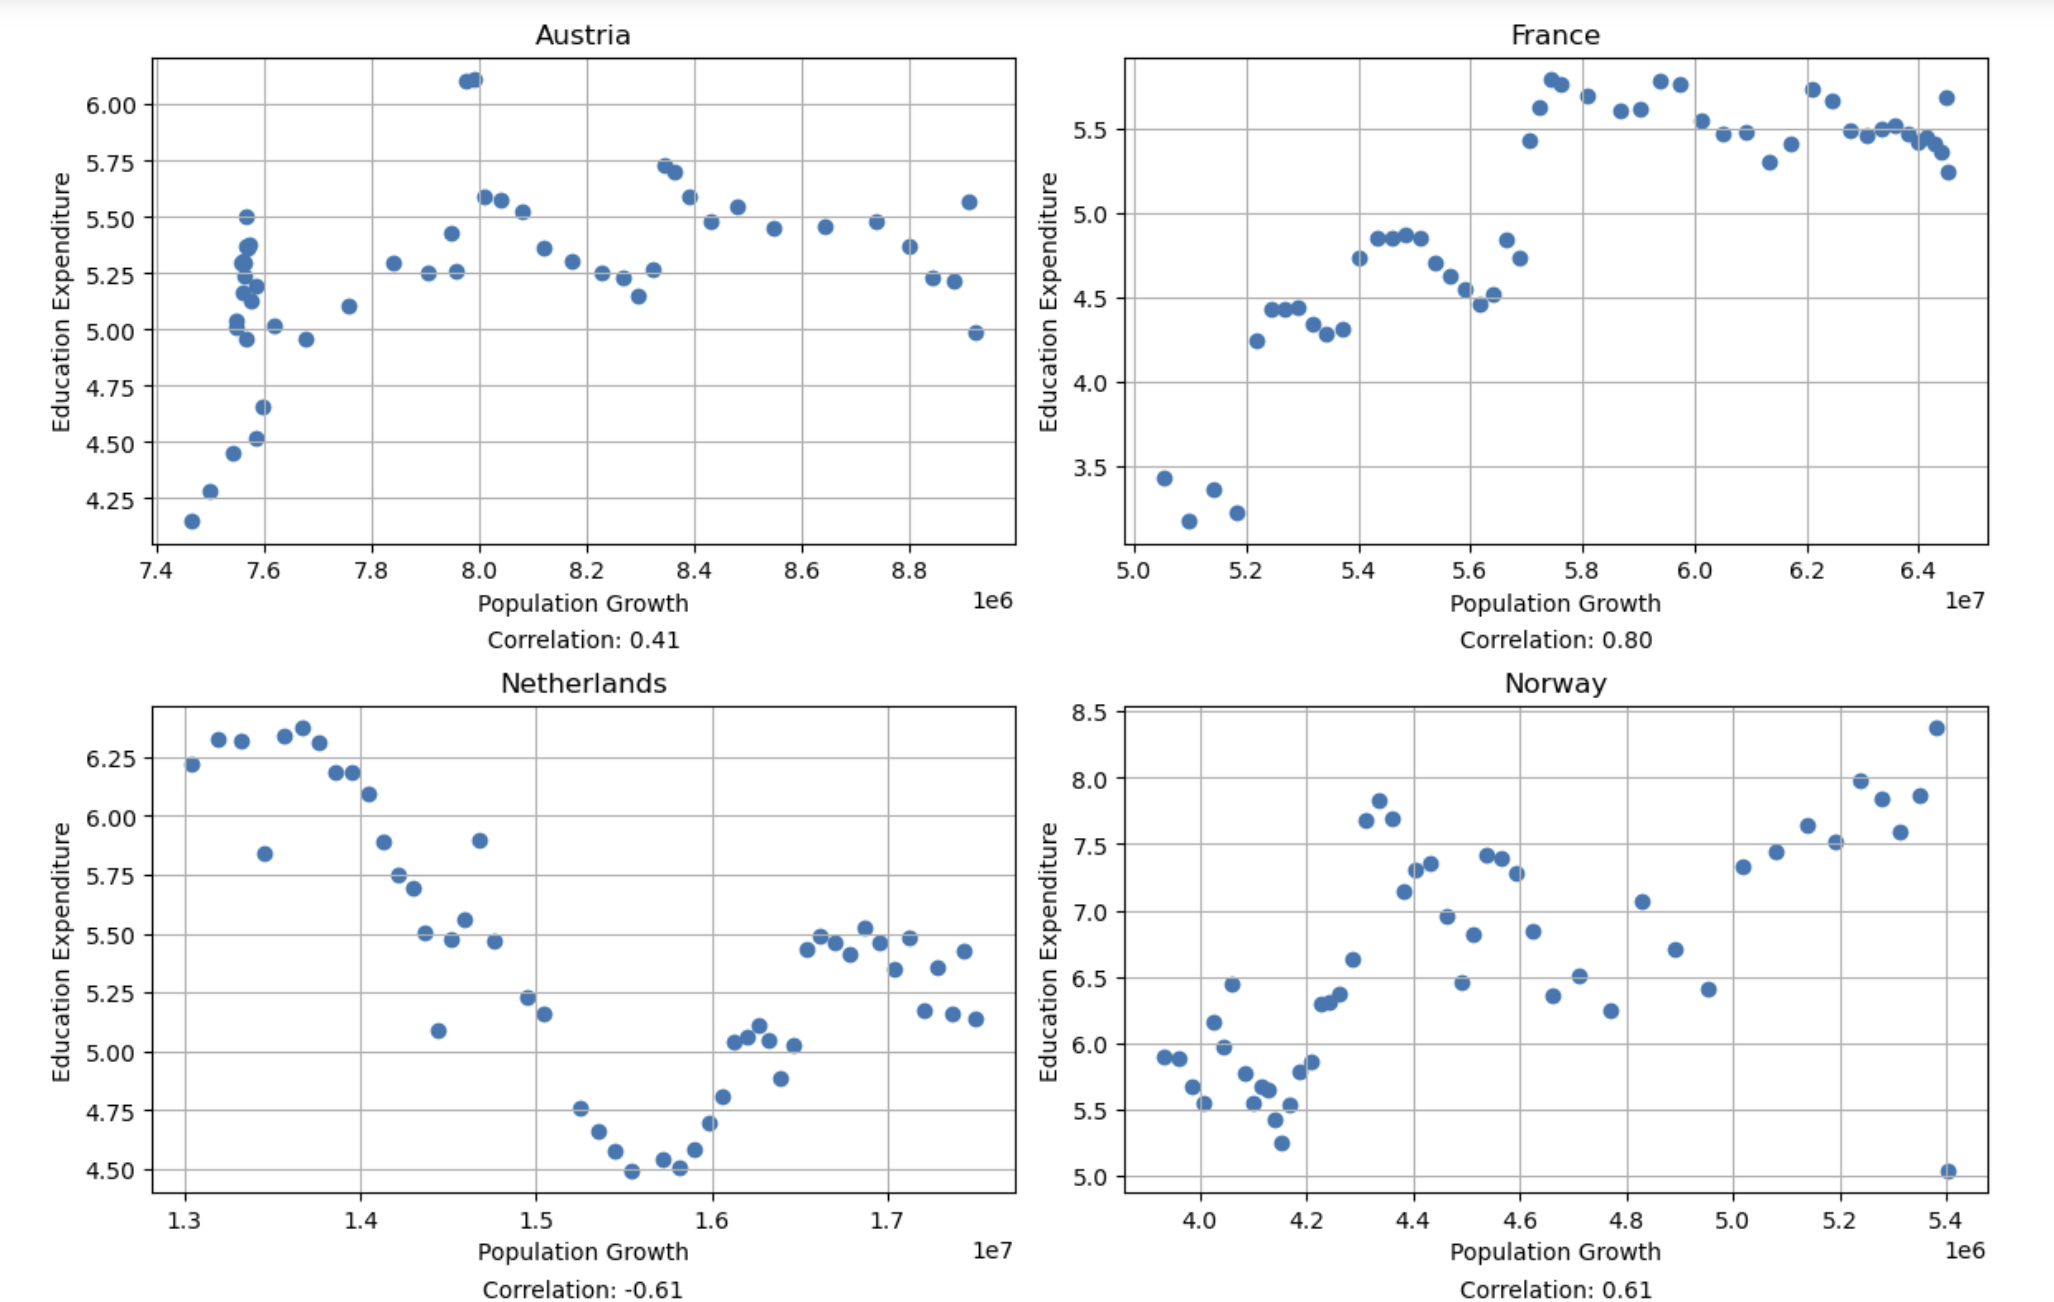 Austria
France
Education Expenditure
6.00
5.75
5.50
5.25
5.00
4.75
4.50
4.25
7.4 7.6 7.8 8.0 8.2 8.4 8.6 8.8
Population Growth
1e6
Correlation: 0.41
Education Expenditure
5.5
5.0
4.5
4.0
3.5
5.0 5.2 5.4 5.6 5.8 6.0 6.2 6.4
Population Growth
1e7
Correlation: 0.80
Netherlands
Norway
Education Expenditure
6.25
6.00
5.75
5.50
5.25
5.00
4.75
4.50
1.3 1.4 1.5 1.6 1.7
Population Growth
1e7
Correlation: -0.61
Education Expenditure
8.5
8.0
7.5
7.0
6.5
6.0
5.5
5.0
4.0 4.2 4.4 4.6 4.8 5.0 5.2 5.4
Population Growth
1e6
Correlation: 0.61